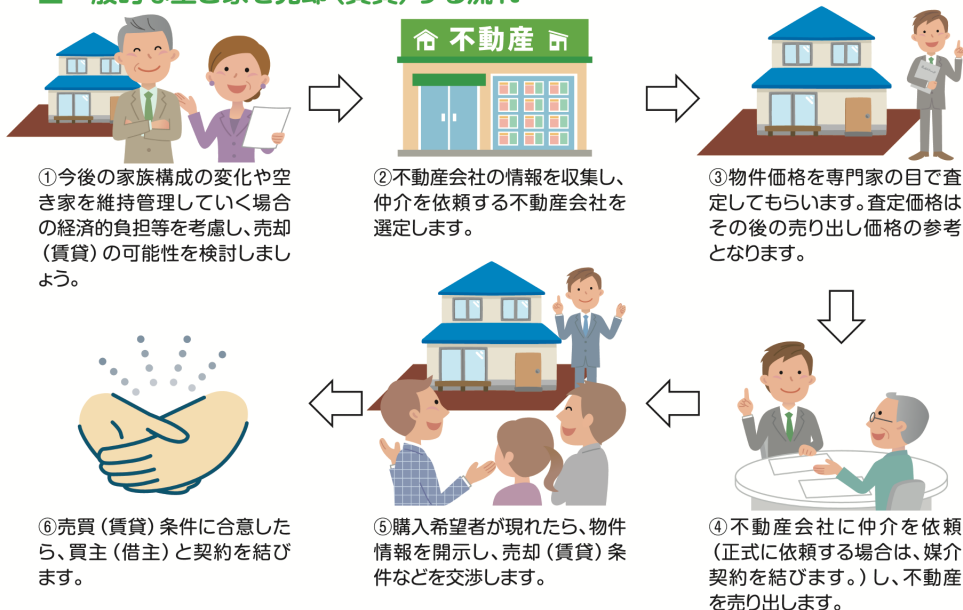 不動産
①今後の家族構成の変化や空
き家を維持管理していく場合
の経済的負担等を考慮し、売却
（賃貸）の可能性を検討しまし
ょう。
②不動産会社の情報を収集し、
仲介を依頼する不動産会社を
選定します。
③物件価格を専門家の目で査
定してもらいます。査定価格は
その後の売り出し価格の参考
となります。
④不動産会社に仲介を依頼
（正式に依頼する場合は、媒介
契約を結びます。）し、不動産
を売り出します。
⑤購入希望者が現れたら、物件
情報を開示し、売却（賃貸）条
件などを交渉します。
⑥売買（賃貸）条件に合意した
ら、買主（借主）と契約を結び
ます。